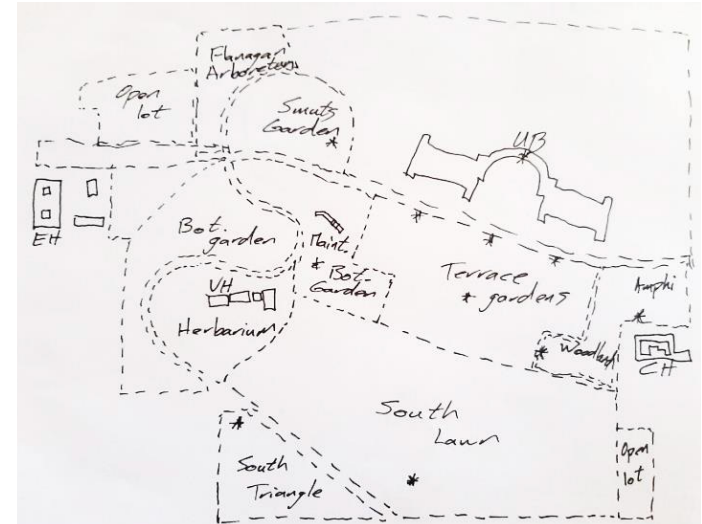 Flanagan
Arboretum
Open
lot
Smuts
Garden
UB
EH
Bot.
garden
Maint.
Bot.
Garden
Terrace
gardens
Amphi
VH
Herbarium
Woodland
CH
South
Lawn
Open
lot
South
Triangle